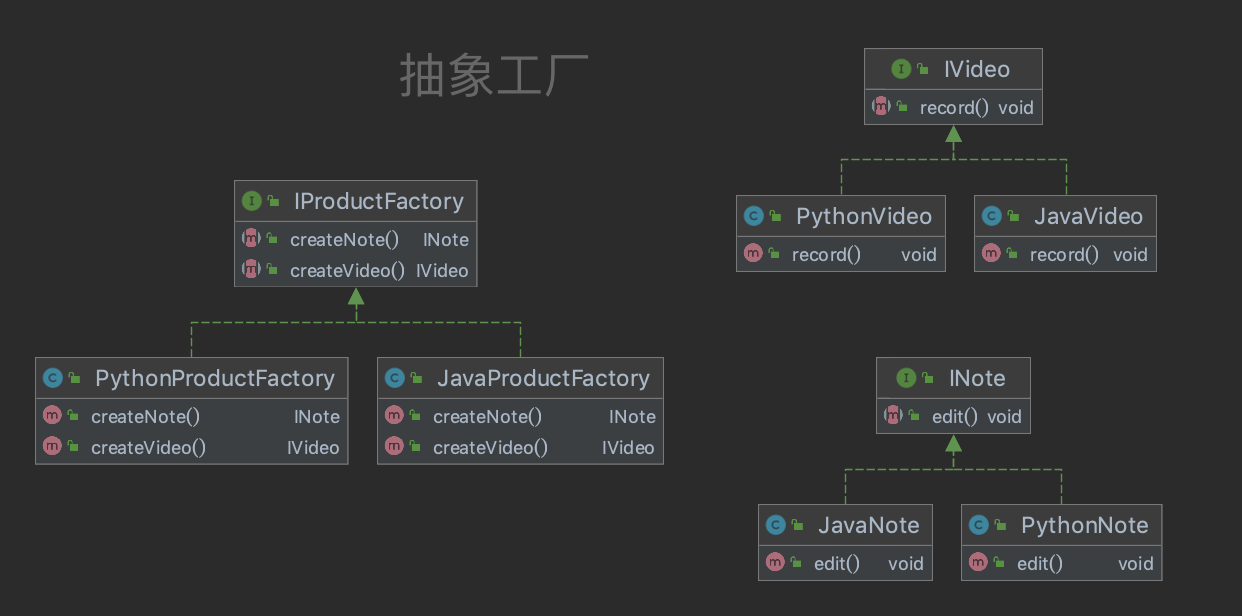 抽象工厂
IProductFactory
createNote() INote
createVideo() IVideo
PythonProductFactory
createNote() INote
createVideo() IVideo
JavaProductFactory
createNote() INote
createVideo() IVideo
IVideo
record() void
PythonVideo
record() void
JavaVideo
record() void
INote
edit() void
JavaNote
edit() void
PythonNote
edit() void